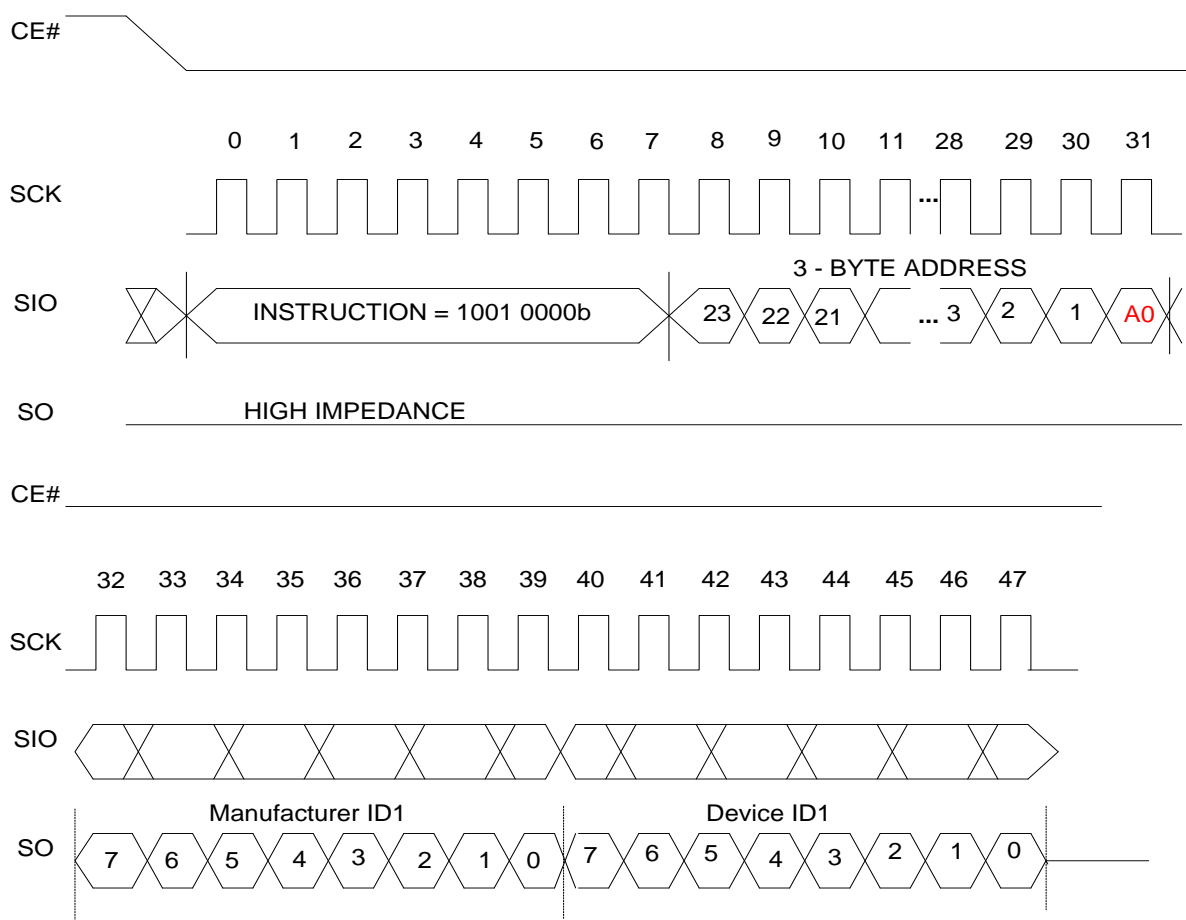 CE#
0 1 2 3 4 5 6 7 8 9 10 11 28 29 30 31
SCK ...
3 - BYTE ADDRESS
SIO INSTRUCTION = 1001 0000b 23 22 21 ... 3 2 1 A0
SO HIGH IMPEDANCE
CE#
32 33 34 35 36 37 38 39 40 41 42 43 44 45 46 47
SCK
SIO
Manufacturer ID1 Device ID1
SO 7 6 5 4 3 2 1 0 7 6 5 4 3 2 1 0